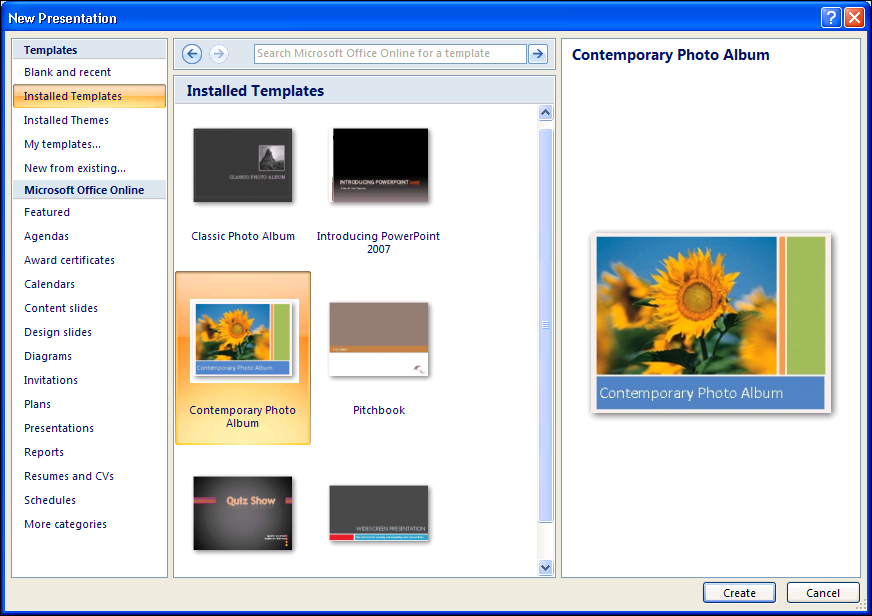 New Presentation
Templates
Blank and recent
Installed Templates
Installed Themes
My templates...
New from existing...
Microsoft Office Online
Featured
Agendas
Award certificates
Calendars
Content slides
Design slides
Diagrams
Invitations
Plans
Presentations
Reports
Resumes and CVs
Schedules
More categories
Search Microsoft Office Online for a template
Installed Templates
CLASSIC PHOTO ALBUM
INTRODUCING POWERPOINT 2007
Classic Photo Album
Introducing PowerPoint
2007
Contemporary Photo Album
Contemporary Photo
Album
Pitchbook
Quiz Show
WIDESCREEN PRESENTATION
Contemporary Photo Album
Contemporary Photo Album
Create
Cancel